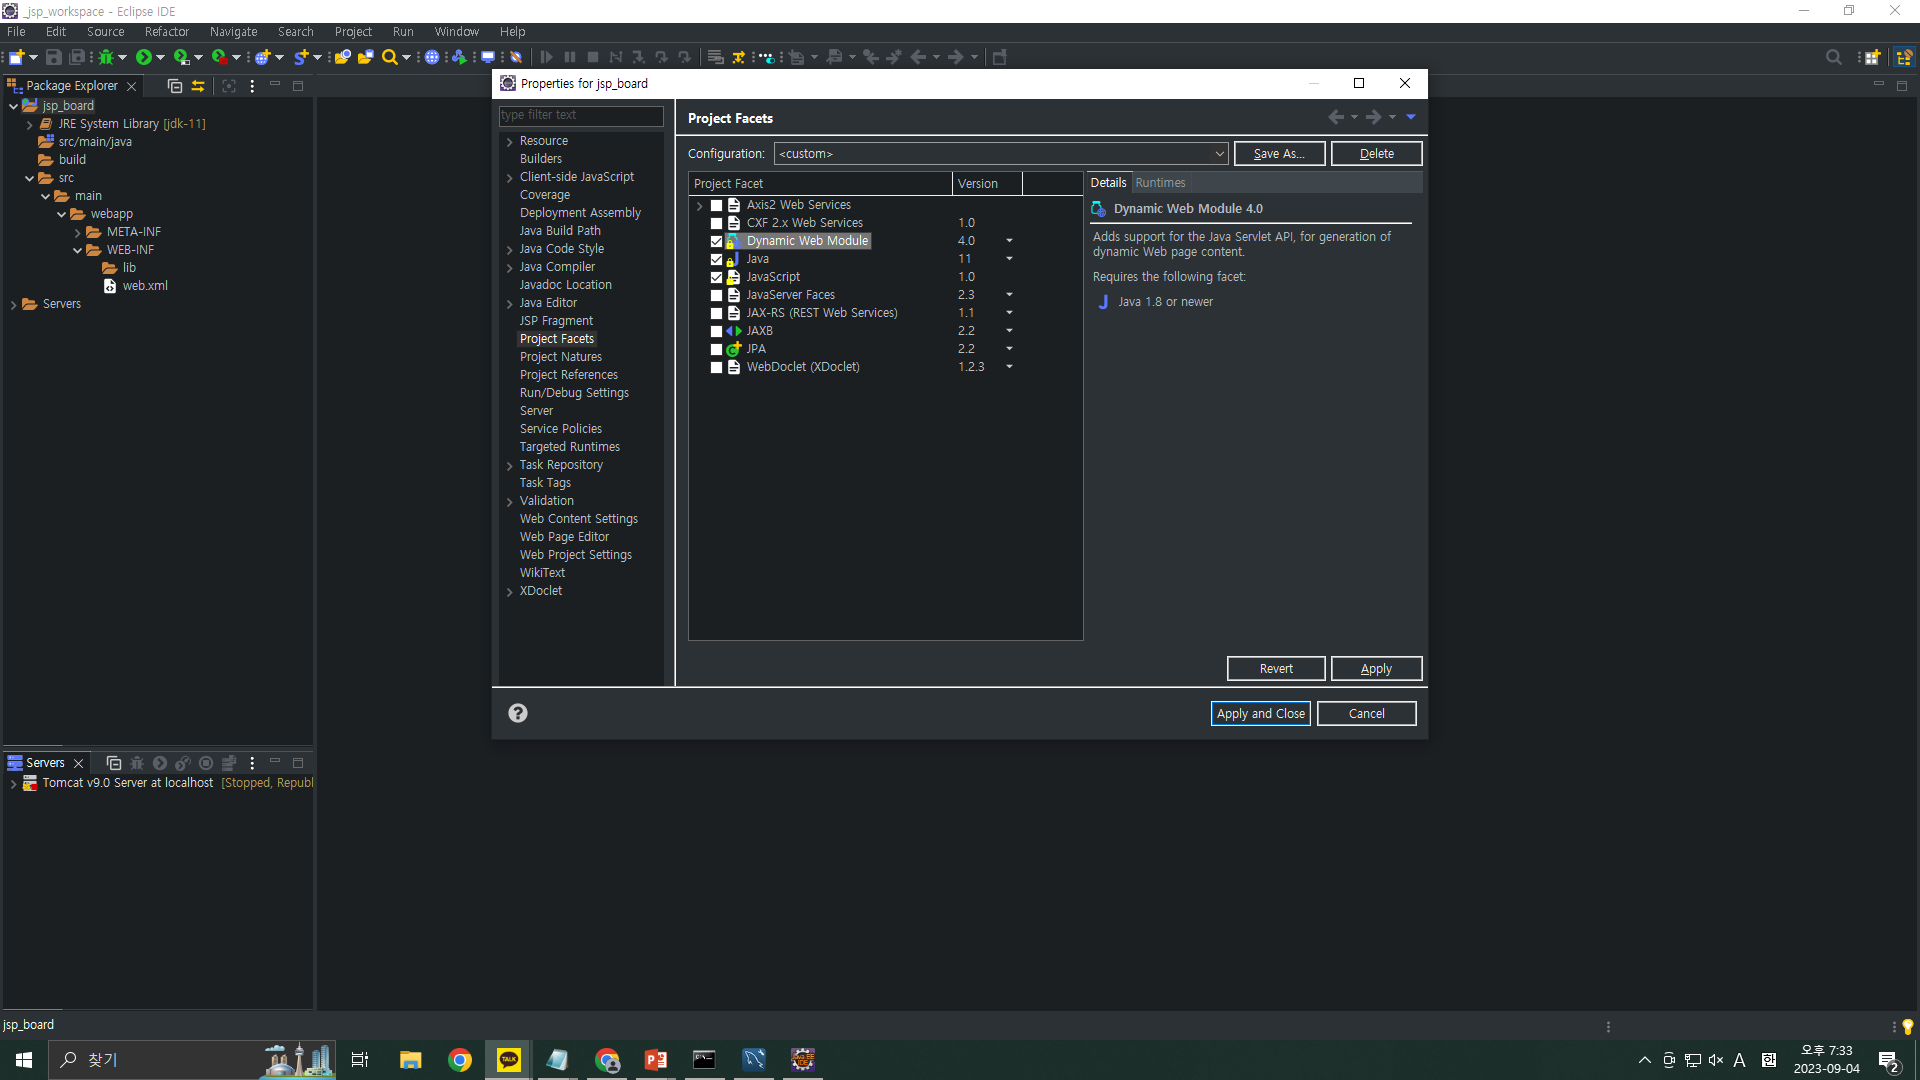 _jsp_workspace - Eclipse IDE
File Edit Source Refactor Navigate Search Project Run Window Help
Package Explorer
jsp_board
JRE System Library [jdk-11]
src/main/java
build
src
main
webapp
META-INF
WEB-INF
lib
web.xml
Servers
Properties for jsp_board
type filter text
Resource
Builders
Client-side JavaScript
Coverage
Deployment Assembly
Java Build Path
Java Code Style
Java Compiler
Javadoc Location
Java Editor
JSP Fragment
Project Facets
Project Natures
Project References
Run/Debug Settings
Server
Service Policies
Targeted Runtimes
Task Repository
Task Tags
Validation
Web Content Settings
Web Page Editor
Web Project Settings
WikiText
XDoclet
Project Facets
Configuration: <custom> Save As... Delete
Project Facet Version
Axis2 Web Services
CXF 2.x Web Services 1.0
Dynamic Web Module 4.0
Java 11
JavaScript 1.0
JavaServer Faces 2.3
JAX-RS (REST Web Services) 1.1
JAXB 2.2
JPA 2.2
WebDoclet (XDoclet) 1.2.3
Details Runtimes
Dynamic Web Module 4.0
Adds support for the Java Servlet API, for generation of
dynamic Web page content.
Requires the following facet:
Java 1.8 or newer
Revert Apply
Apply and Close Cancel
Servers
Tomcat v9.0 Server at localhost [Stopped, Republ
jsp_board
찾기
TALK
A 한
오후 7:33
2023-09-04
2